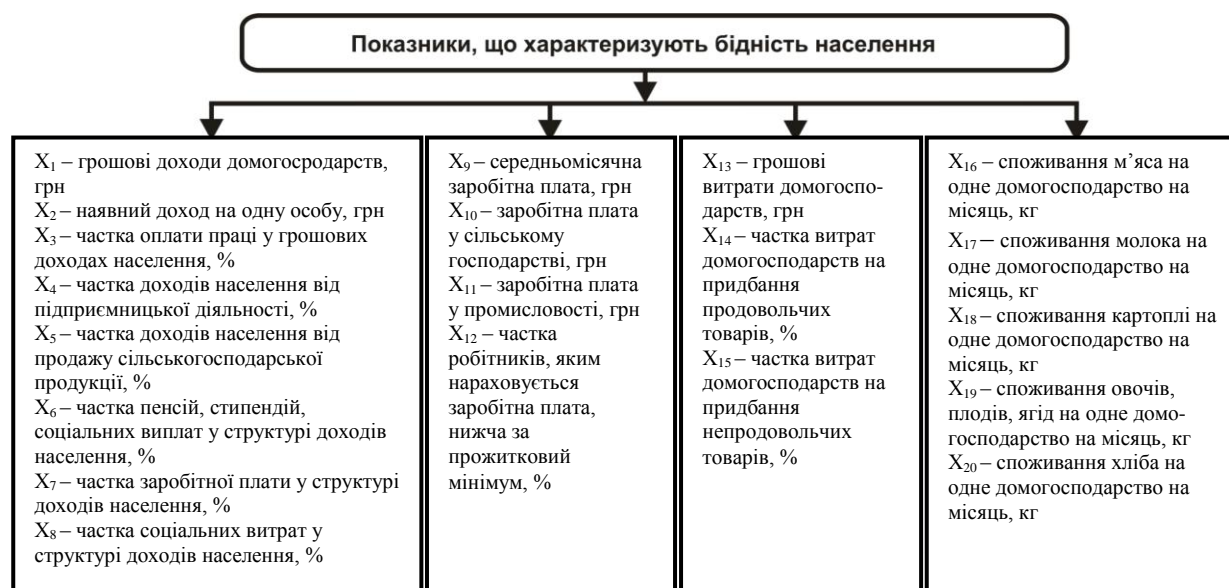 Показники, що характеризують бідність населення
X₁ – грошові доходи домогосродарств,
грн
X₂ – наявний доход на одну особу, грн
X₃ – частка оплати праці у грошових
доходах населення, %
X₄ – частка доходів населення від
підприємницької діяльності, %
X₅ – частка доходів населення від
продажу сільськогосподарської
продукції, %
X₆ – частка пенсій, стипендій,
соціальних виплат у структурі доходів
населення, %
X₇ – частка заробітної плати у структурі
доходів населення, %
X₈ – частка соціальних витрат у
структурі доходів населення, %
X₉ – середньомісячна
заробітна плата, грн
X₁₀ – заробітна плата
у сільському
господарстві, грн
X₁₁ – заробітна плата
у промисловості, грн
X₁₂ – частка
робітників, яким
нараховується
заробітна плата,
нижча за
прожитковий
мінімум, %
X₁₃ – грошові
витрати домогоспо-
дарств, грн
X₁₄ – частка витрат
домогосподарств на
придбання
продовольчих
товарів, %
X₁₅ – частка витрат
домогосподарств на
придбання
непродовольчих
товарів, %
X₁₆ – споживання м’яса на
одне домогосподарство на
місяць, кг
X₁₇ – споживання молока на
одне домогосподарство на
місяць, кг
X₁₈ – споживання картоплі на
одне домогосподарство на
місяць, кг
X₁₉ – споживання овочів,
плодів, ягід на одне домо-
господарство на місяць, кг
X₂₀ – споживання хліба на
одне домогосподарство на
місяць, кг